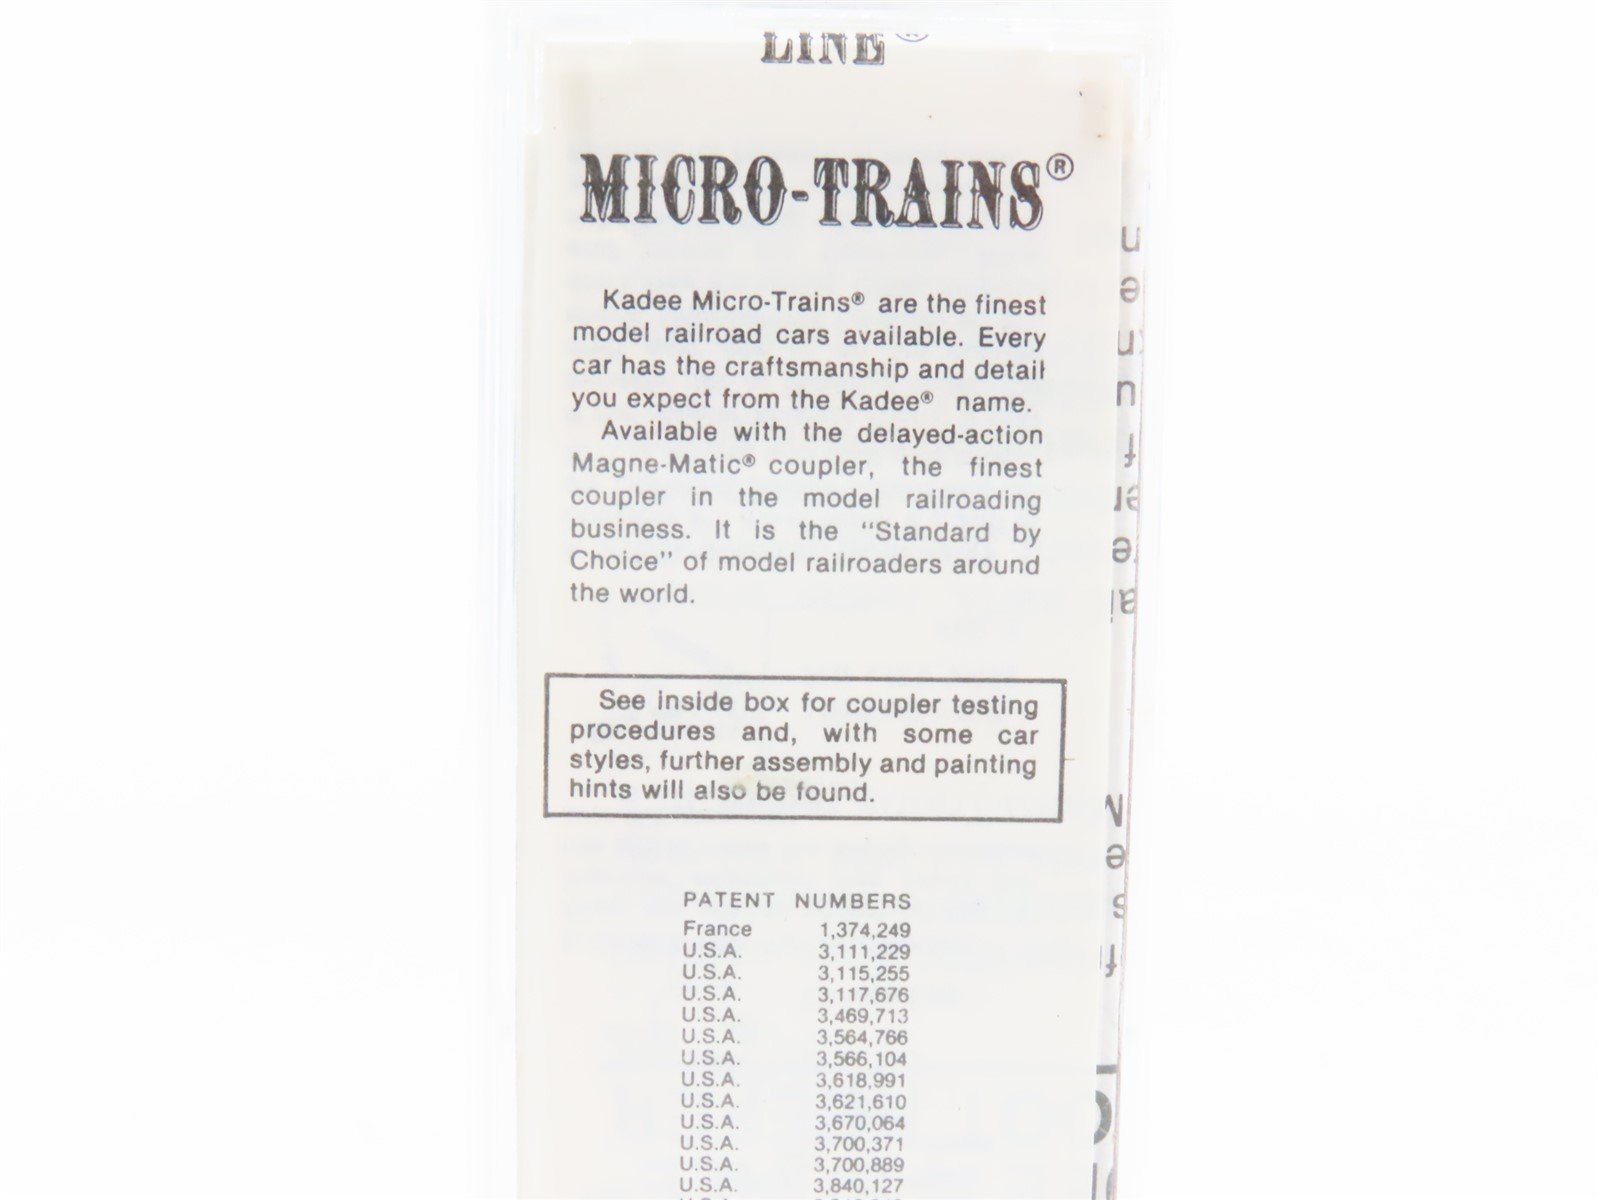 LINE®
MICRO-TRAINS®
Kadee Micro-Trains® are the finest
model railroad cars available. Every
car has the craftsmanship and detail
you expect from the Kadee® name.
Available with the delayed-action
Magne-Matic® coupler, the finest
coupler in the model railroading
business. It is the “Standard by
Choice” of model railroaders around
the world.
See inside box for coupler testing
procedures and, with some car
styles, further assembly and painting
hints will also be found.
PATENT NUMBERS
France 1,374,249
U.S.A. 3,111,229
U.S.A. 3,115,255
U.S.A. 3,117,676
U.S.A. 3,469,713
U.S.A. 3,564,766
U.S.A. 3,566,104
U.S.A. 3,618,991
U.S.A. 3,621,610
U.S.A. 3,670,064
U.S.A. 3,700,371
U.S.A. 3,700,889
U.S.A. 3,840,127